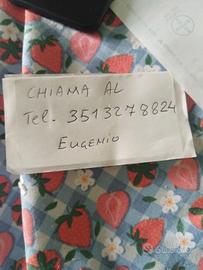 CHIAMA AL
Tel. 3513278824
EUGENIO